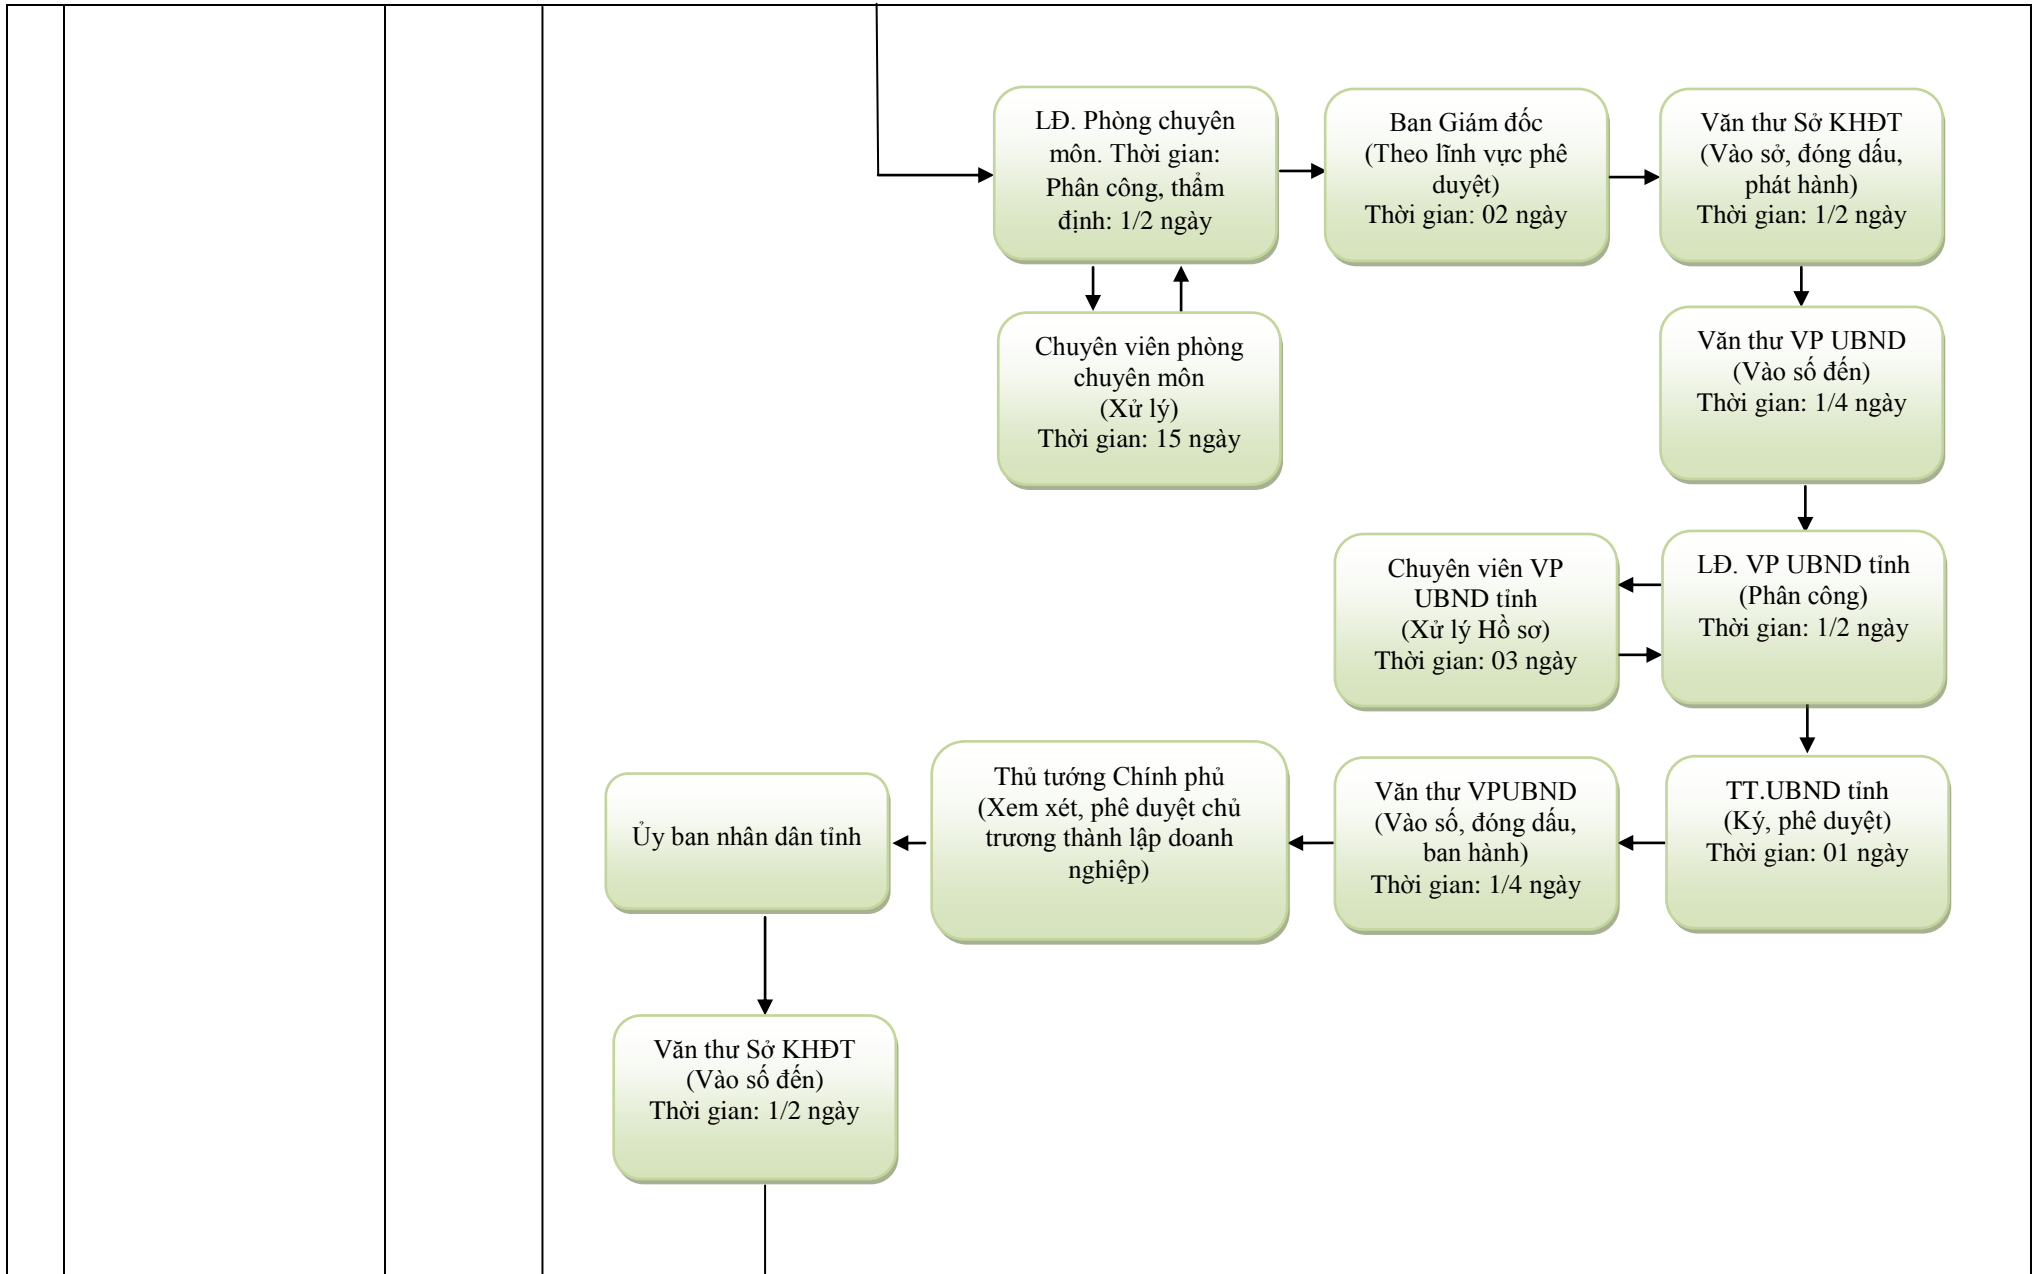 LĐ. Phòng chuyên
môn. Thời gian:
Phân công, thẩm
định: 1/2 ngày
Ban Giám đốc
(Theo lĩnh vực phê
duyệt)
Thời gian: 02 ngày
Văn thư Sở KHĐT
(Vào sở, đóng dấu,
phát hành)
Thời gian: 1/2 ngày
Chuyên viên phòng
chuyên môn
(Xử lý)
Thời gian: 15 ngày
Văn thư VP UBND
(Vào số đến)
Thời gian: 1/4 ngày
Chuyên viên VP
UBND tỉnh
(Xử lý Hồ sơ)
Thời gian: 03 ngày
LĐ. VP UBND tỉnh
(Phân công)
Thời gian: 1/2 ngày
Ủy ban nhân dân tỉnh
Thủ tướng Chính phủ
(Xem xét, phê duyệt chủ
trương thành lập doanh
nghiệp)
Văn thư VPUBND
(Vào số, đóng dấu,
ban hành)
Thời gian: 1/4 ngày
TT.UBND tỉnh
(Ký, phê duyệt)
Thời gian: 01 ngày
Văn thư Sở KHĐT
(Vào số đến)
Thời gian: 1/2 ngày